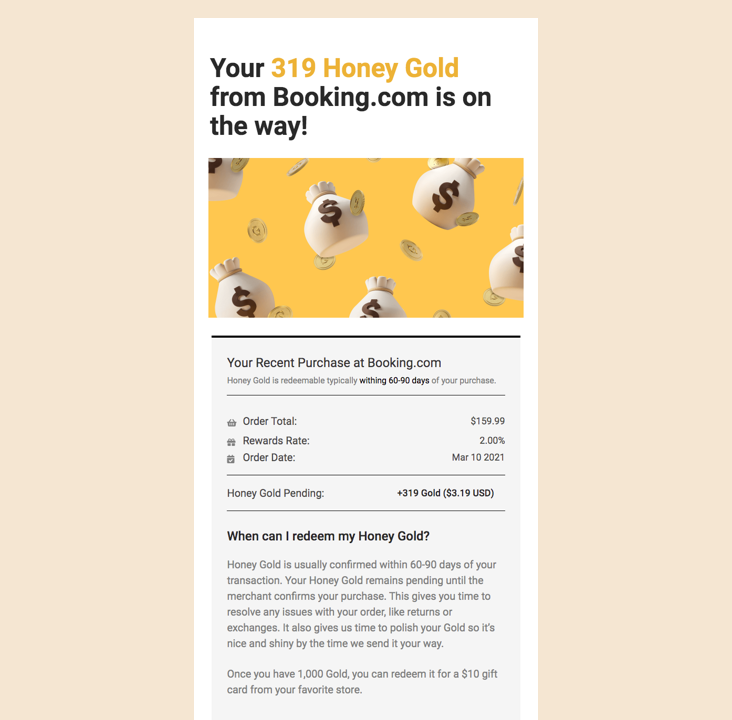 Your 319 Honey Gold
from Booking.com is on
the way!
$
$
$
$
$
$
Your Recent Purchase at Booking.com
Honey Gold is redeemable typically withing 60-90 days of your purchase.
Order Total: $159.99
Rewards Rate: 2.00%
Order Date: Mar 10 2021
Honey Gold Pending: +319 Gold ($3.19 USD)
When can I redeem my Honey Gold?
Honey Gold is usually confirmed within 60-90 days of your
transaction. Your Honey Gold remains pending until the
merchant confirms your purchase. This gives you time to
resolve any issues with your order, like returns or
exchanges. It also gives us time to polish your Gold so it's
nice and shiny by the time we send it your way.
Once you have 1,000 Gold, you can redeem it for a $10 gift
card from your favorite store.